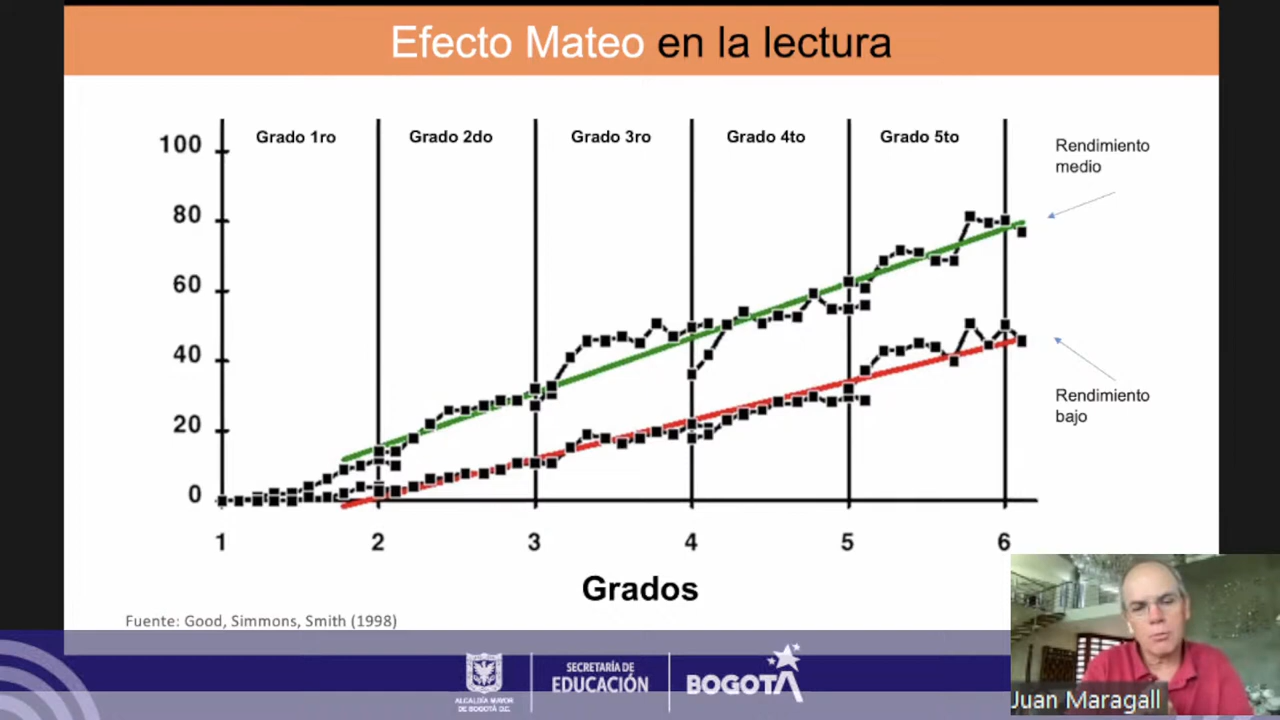 Efecto Mateo en la lectura
Grado 1ro
Grado 2do
Grado 3ro
Grado 4to
Grado 5to
100
80
60
40
20
0
Rendimiento
medio
Rendimiento
bajo
1
2
3
4
5
6
Grados
Fuente: Good, Simmons, Smith (1998)
ALCALDÍA MAYOR
DE BOGOTÁ D.C.
SECRETARÍA DE
EDUCACIÓN
BOGOTÁ
Juan Maragall